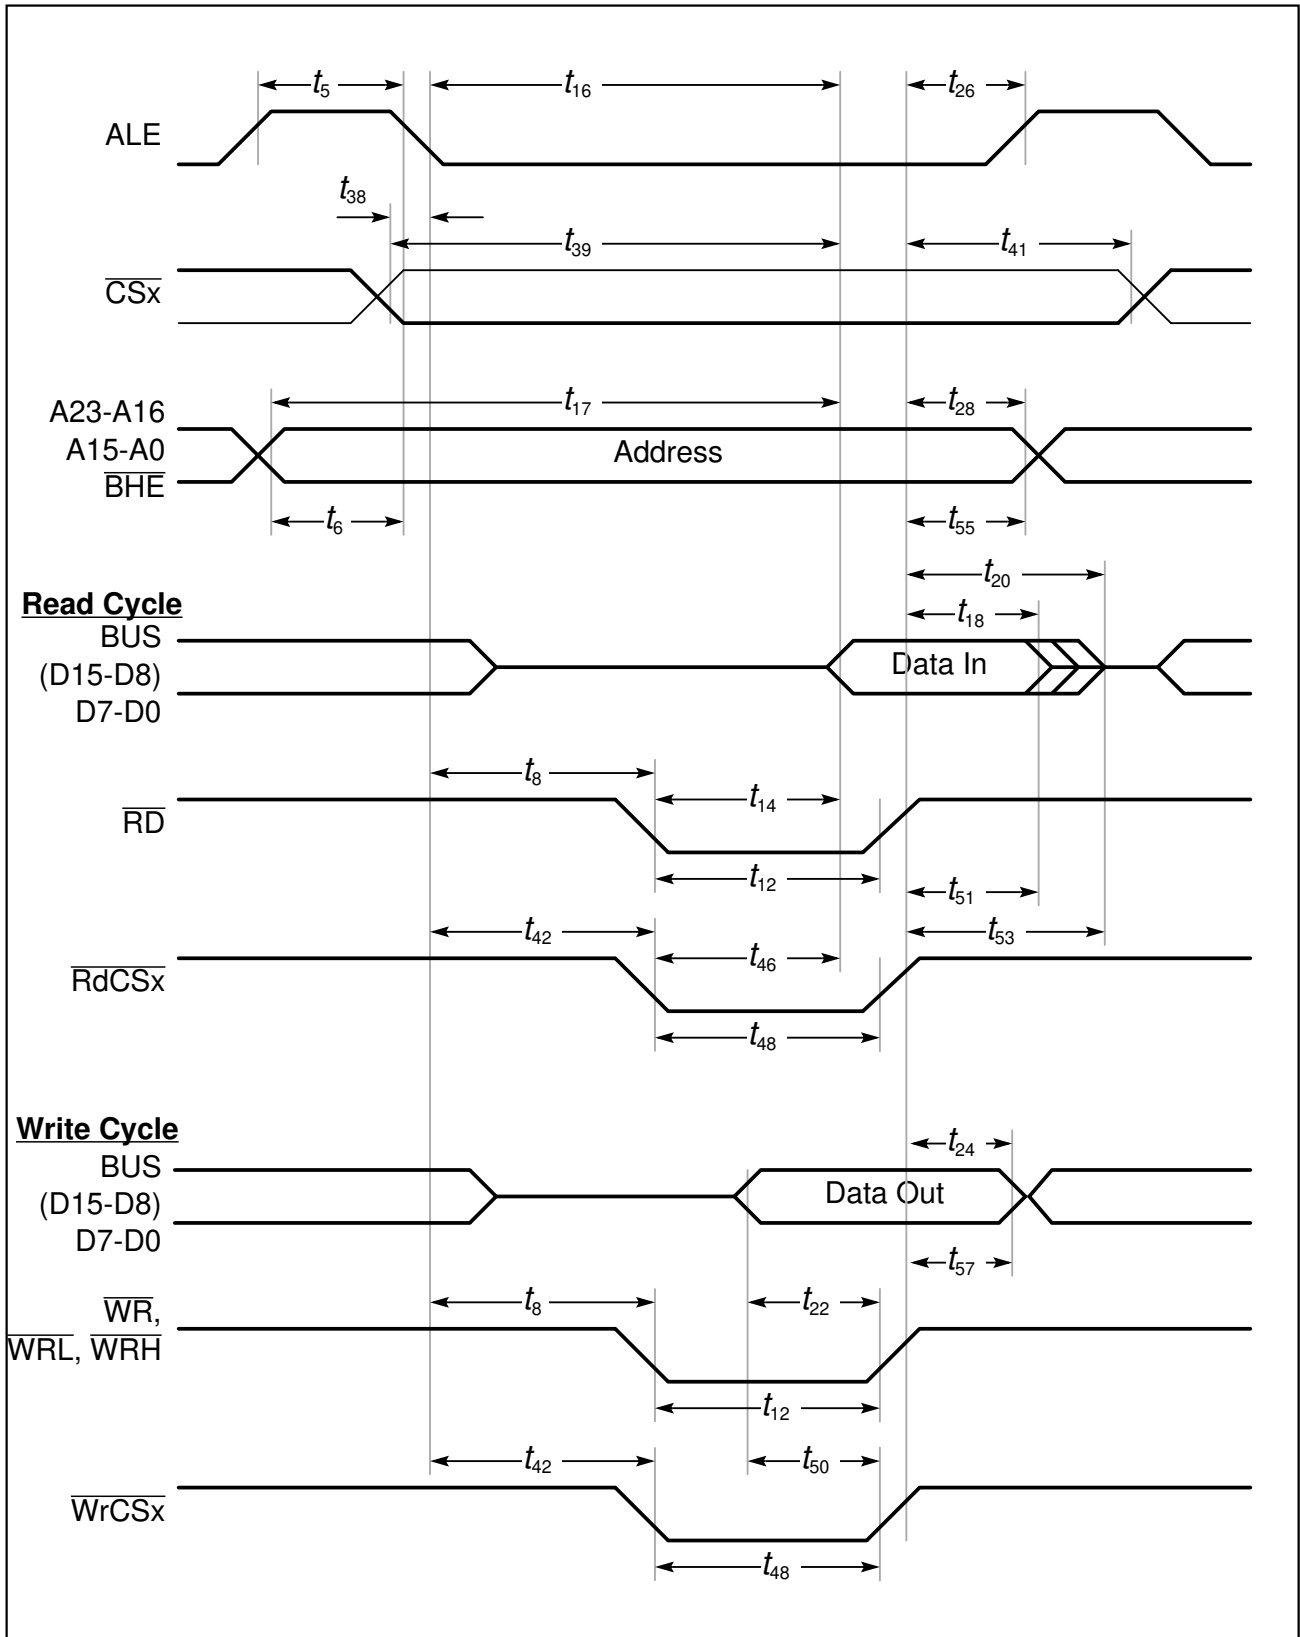 t5
t16
t26
ALE
t38
t39
t41
CSx
t17
t28
A23-A16
A15-A0
BHE
Address
t6
t55
t20
Read Cycle
t18
BUS
(D15-D8)
D7-D0
Data In
t8
t14
RD
t12
t51
t42
t53
t46
RdCSx
t48
Write Cycle
t24
BUS
(D15-D8)
D7-D0
Data Out
t57
t8
t22
WR,
WRL, WRH
t12
t42
t50
WrCSx
t48